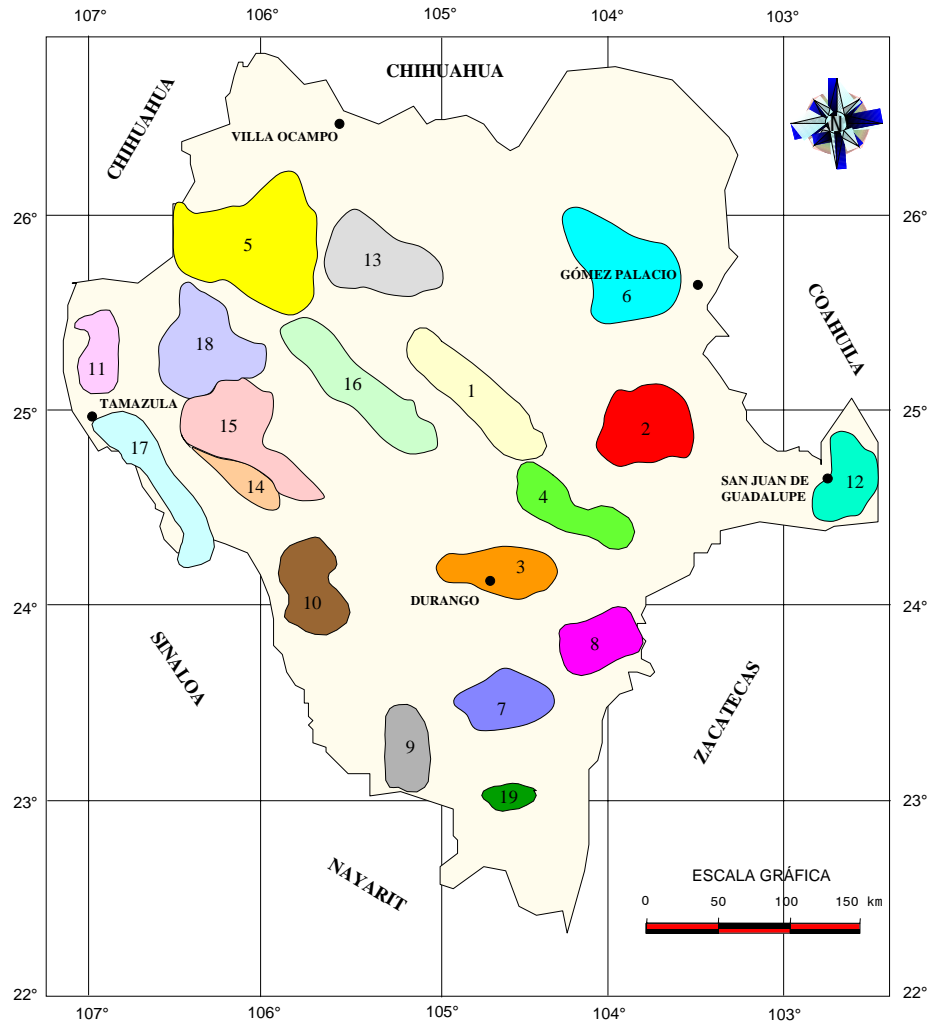 107°
106°
105°
104°
103°
CHIHUAHUA
CHIHUAHUA
N
VILLA OCAMPO
26°
26°
5
13
GÓMEZ PALACIO
6
COAHUILA
11
18
16
1
25°
25°
TAMAZULA
15
2
17
14
4
SAN JUAN DE
GUADALUPE
12
3
10
DURANGO
24°
24°
8
SINALOA
ZACATECAS
7
9
19
23°
23°
NAYARIT
ESCALA GRÁFICA
0 50 100 150 km
22°
22°
107°
106°
105°
104°
103°